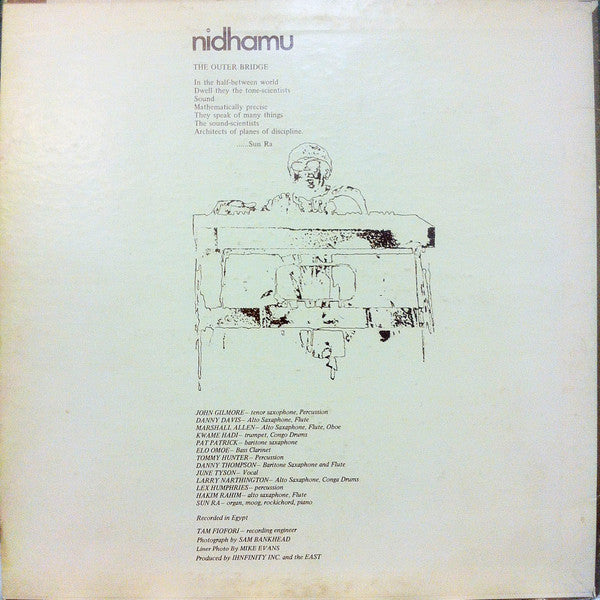 nidhamu
THE OUTER BRIDGE
In the half-between world
Dwell they the tone-scientists
Sound
Mathematically precise
They speak of many things
The sound-scientists
Architects of planes of discipline.
.....Sun Ra
JOHN GILMORE— tenor saxophone, Percussion
DANNY DAVIS— Alto Saxophone, Flute
MARSHALL ALLEN— Alto Saxophone, Flute, Oboe
KWAME HADI— trumpet, Congo Drums
PAT PATRICK— baritone saxophone
ELO OMOE— Bass Clarinet
TOMMY HUNTER— Percussion
DANNY THOMPSON— Baritone Saxophone and Flute
JUNE TYSON— Vocal
LARRY NARTHINGTON— Alto Saxophone, Conga Drums
LEX HUMPHRIES— percussion
HAKIM RAHIM— alto saxophone, Flute
SUN RA— organ, moog, rockichord, piano
Recorded in Egypt
TAM FIOFORI— recording engineer
Photograph by SAM BANKHEAD
Liner Photo By MIKE EVANS
Produced by IHNFINITY INC. and the EAST